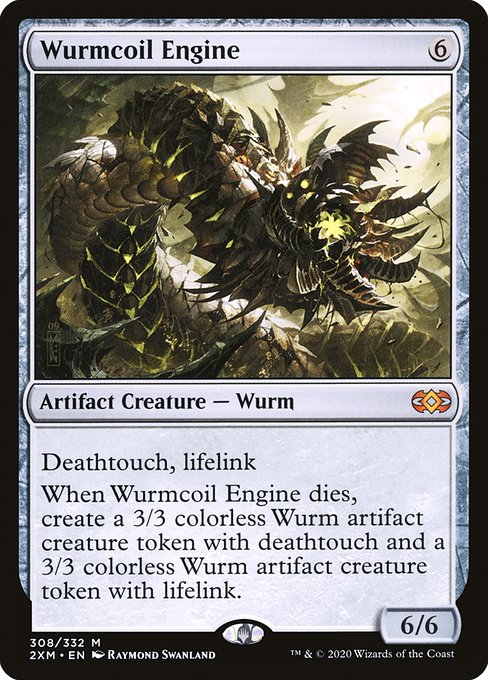 Wurmcoil Engine 6
Artifact Creature — Wurm
Deathtouch, lifelink
When Wurmcoil Engine dies,
create a 3/3 colorless Wurm artifact
creature token with deathtouch and a
3/3 colorless Wurm artifact creature
token with lifelink.
6/6
308/332 M
2XM • EN RAYMOND SWANLAND
™ & © 2020 Wizards of the Coast